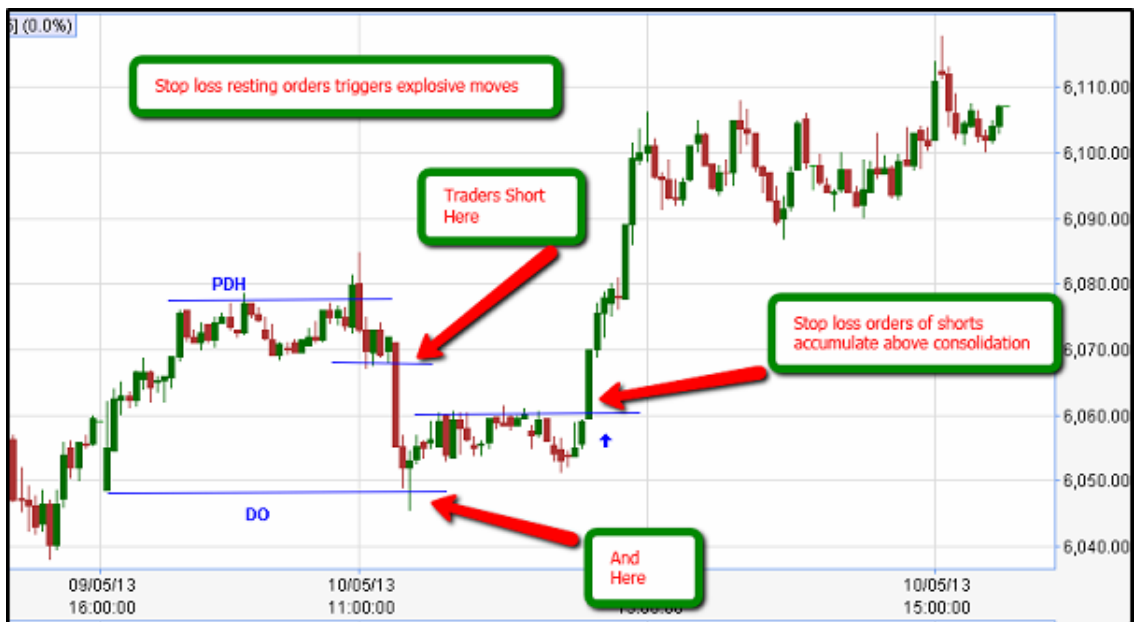 (0.0%)
Stop loss resting orders triggers explosive moves
Traders Short
Here
PDH
Stop loss orders of shorts
accumulate above consolidation
DO
And
Here
6,110.00
6,100.00
6,090.00
6,080.00
6,070.00
6,060.00
6,050.00
6,040.00
09/05/13
16:00:00
10/05/13
11:00:00
10/05/13
15:00:00